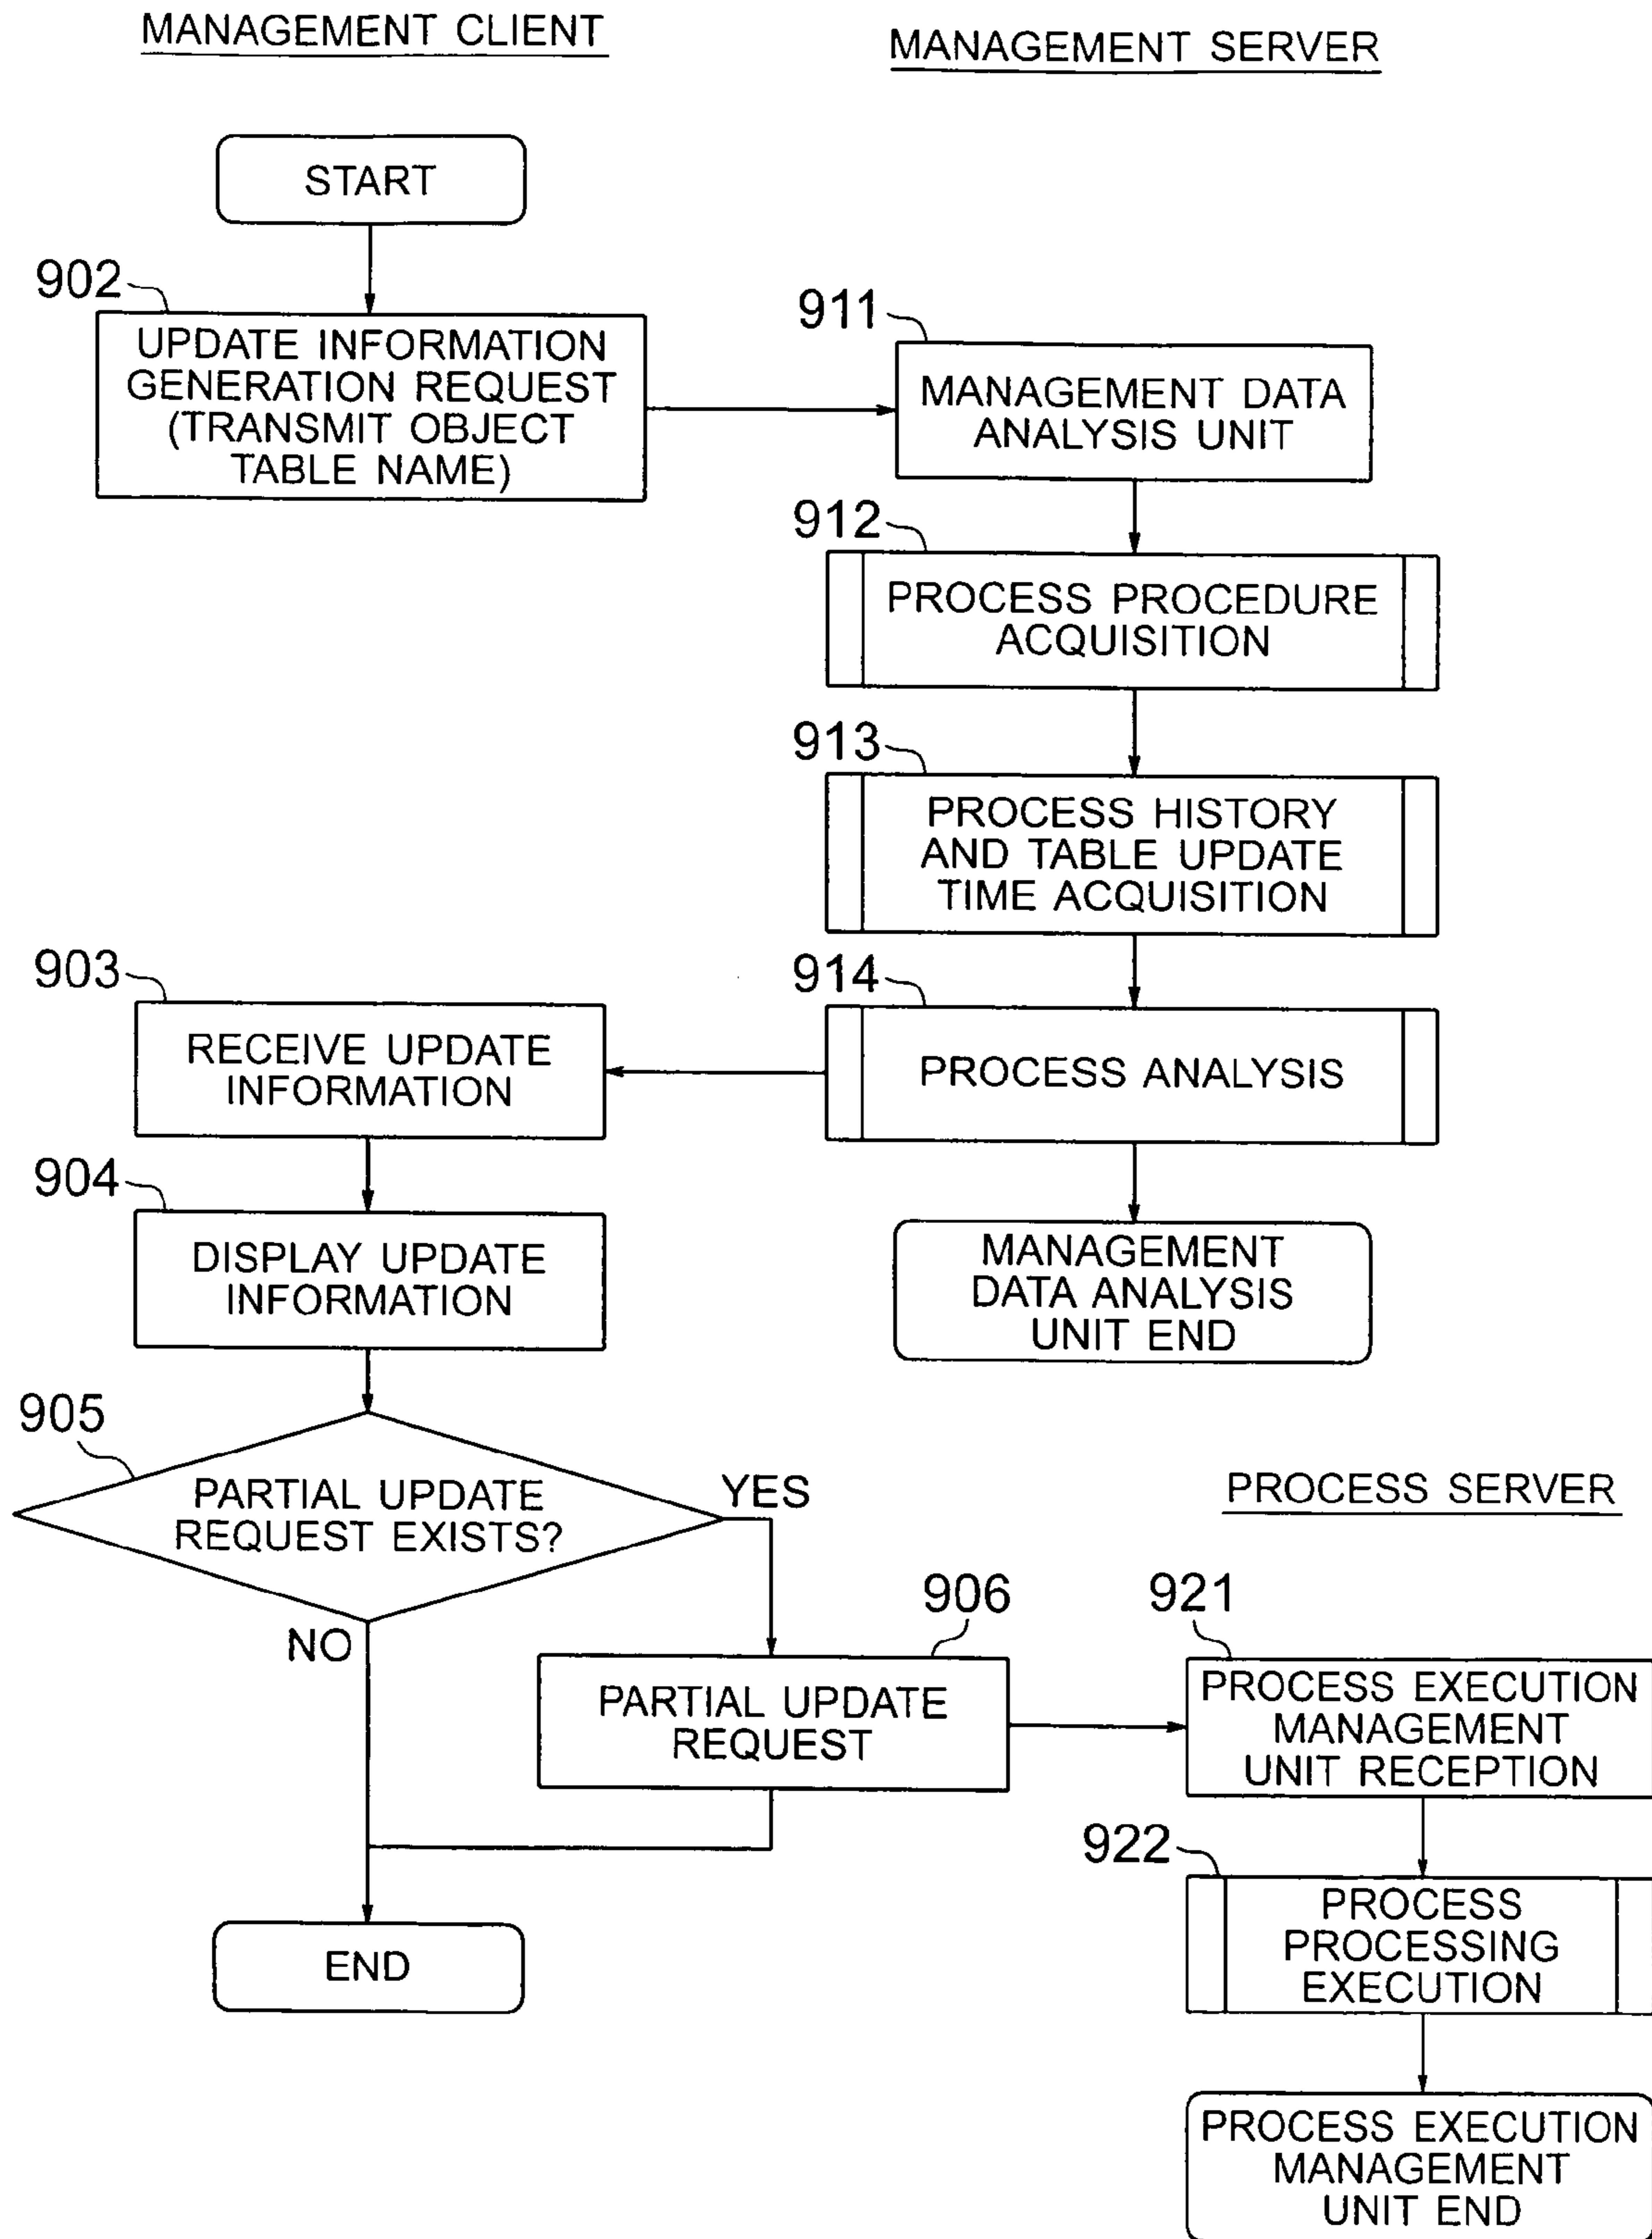 MANAGEMENT CLIENT
MANAGEMENT SERVER
START
902
UPDATE INFORMATION
GENERATION REQUEST
(TRANSMIT OBJECT
TABLE NAME)
911
MANAGEMENT DATA
ANALYSIS UNIT
912
PROCESS PROCEDURE
ACQUISITION
913
PROCESS HISTORY
AND TABLE UPDATE
TIME ACQUISITION
903
RECEIVE UPDATE
INFORMATION
914
PROCESS ANALYSIS
904
DISPLAY UPDATE
INFORMATION
MANAGEMENT
DATA ANALYSIS
UNIT END
905
PARTIAL UPDATE
REQUEST EXISTS?
YES
NO
PROCESS SERVER
906
PARTIAL UPDATE
REQUEST
921
PROCESS EXECUTION
MANAGEMENT
UNIT RECEPTION
922
PROCESS
PROCESSING
EXECUTION
END
PROCESS EXECUTION
MANAGEMENT
UNIT END